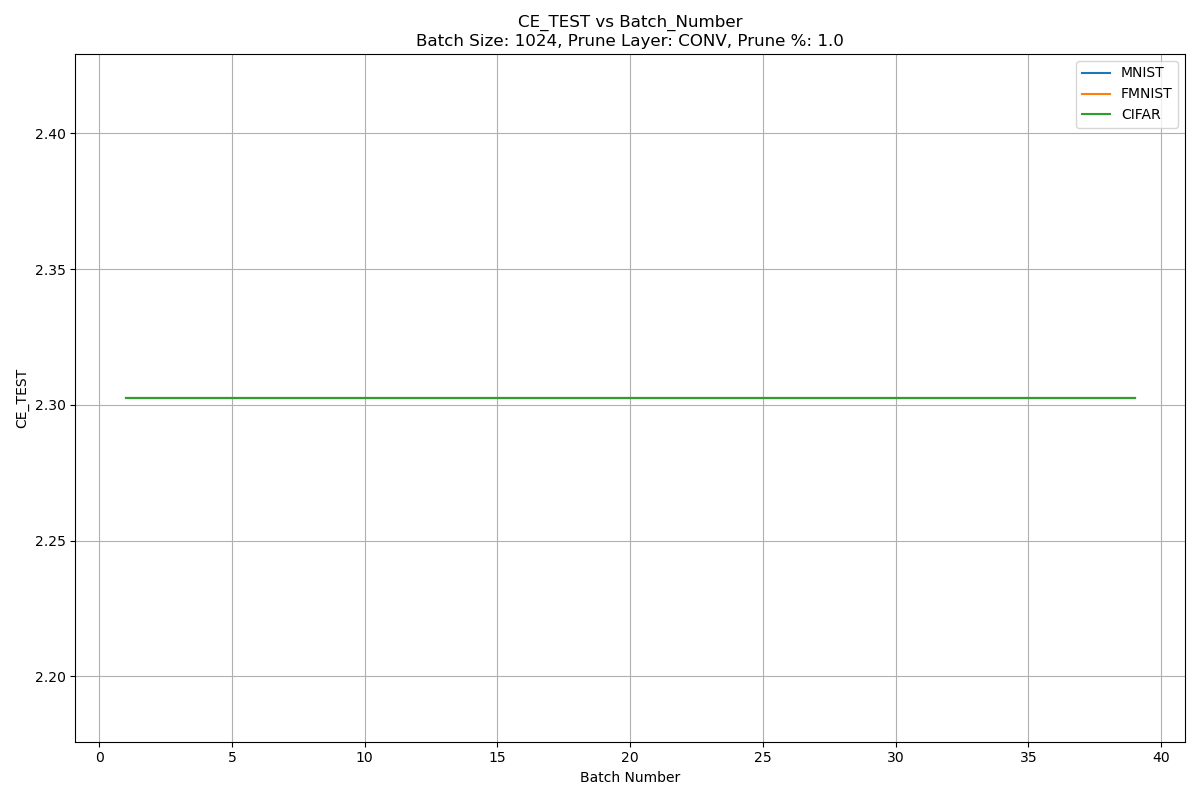 CE_TEST vs Batch_Number
Batch Size: 1024, Prune Layer: CONV, Prune %: 1.0
MNIST
FMNIST
CIFAR
CE_TEST
2.40
2.35
2.30
2.25
2.20
0 5 10 15 20 25 30 35 40
Batch Number